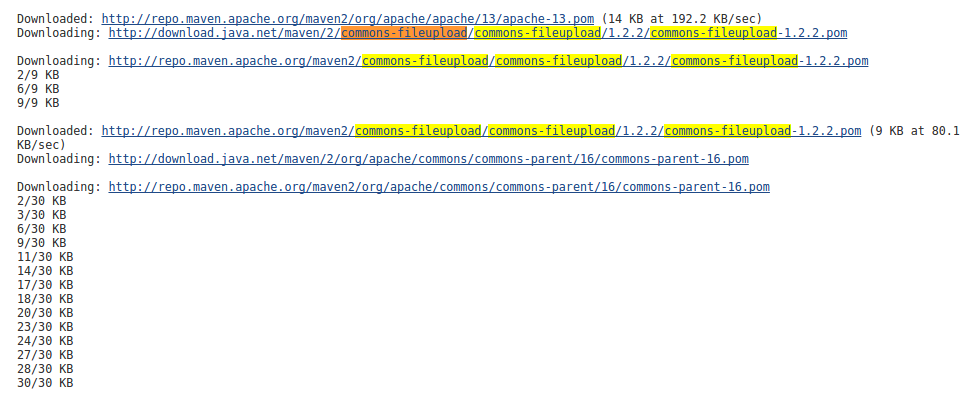 Downloaded: http://repo.maven.apache.org/maven2/org/apache/apache/13/apache-13.pom (14 KB at 192.2 KB/sec)
Downloading: http://download.java.net/maven/2/commons-fileupload/commons-fileupload/1.2.2/commons-fileupload-1.2.2.pom
Downloading: http://repo.maven.apache.org/maven2/commons-fileupload/commons-fileupload/1.2.2/commons-fileupload-1.2.2.pom
2/9 KB
6/9 KB
9/9 KB
Downloaded: http://repo.maven.apache.org/maven2/commons-fileupload/commons-fileupload/1.2.2/commons-fileupload-1.2.2.pom (9 KB at 80.1
KB/sec)
Downloading: http://download.java.net/maven/2/org/apache/commons/commons-parent/16/commons-parent-16.pom
Downloading: http://repo.maven.apache.org/maven2/org/apache/commons/commons-parent/16/commons-parent-16.pom
2/30 KB
3/30 KB
6/30 KB
9/30 KB
11/30 KB
14/30 KB
17/30 KB
18/30 KB
20/30 KB
23/30 KB
24/30 KB
27/30 KB
28/30 KB
30/30 KB